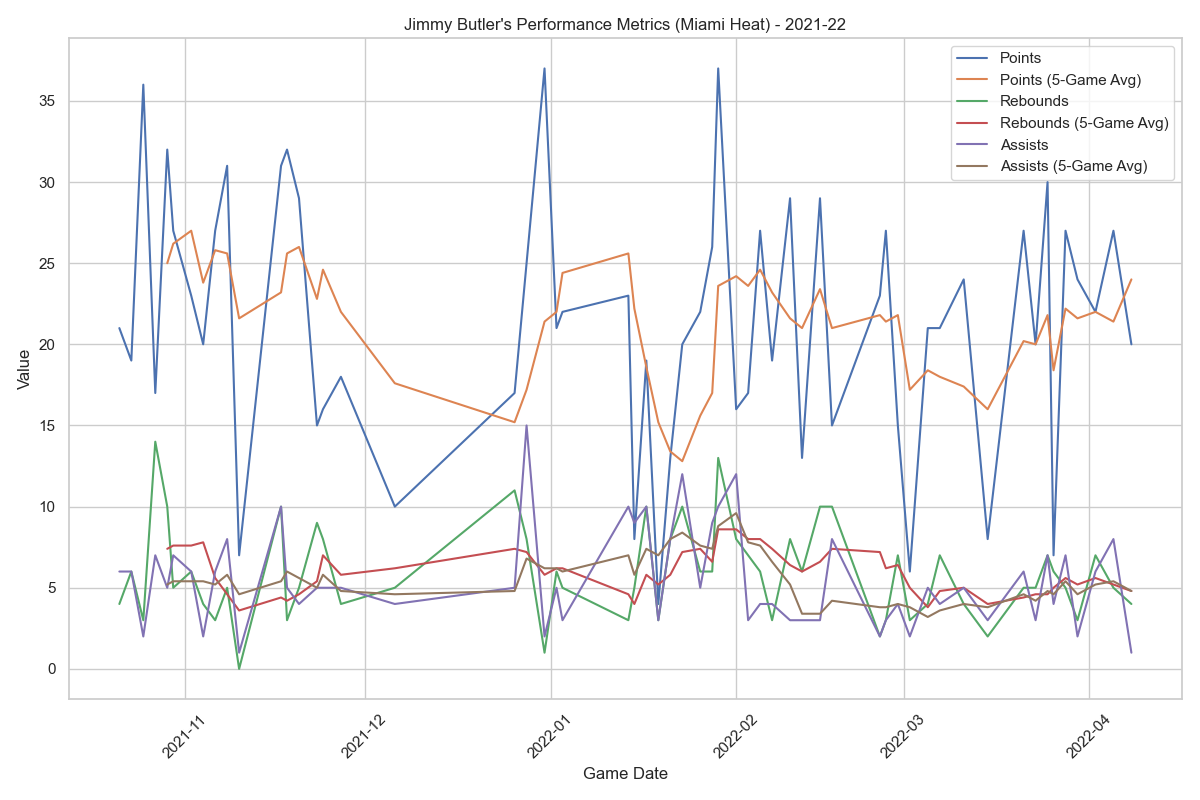 Jimmy Butler's Performance Metrics (Miami Heat) - 2021-22
Points
Points (5-Game Avg)
Rebounds
Rebounds (5-Game Avg)
Assists
Assists (5-Game Avg)
Value
35
30
25
20
15
10
5
0
2021-11
2021-12
2022-01
2022-02
2022-03
2022-04
Game Date